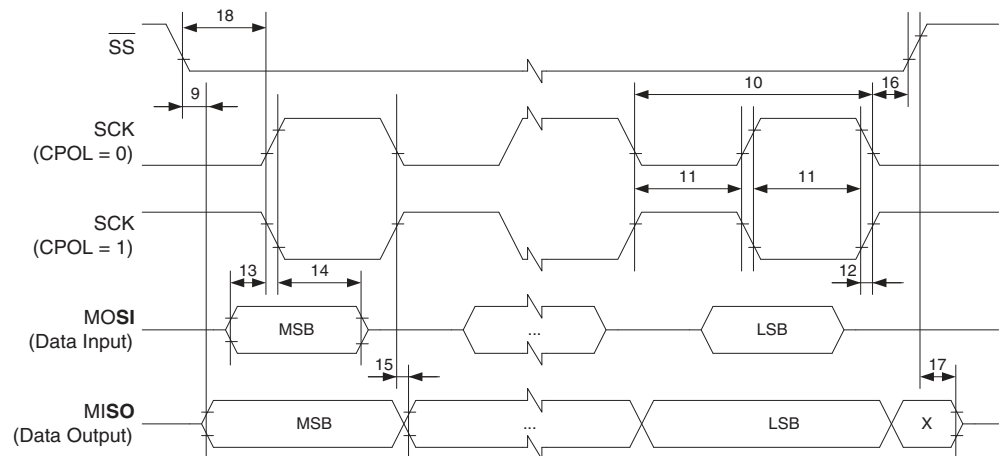 18
SS
9
10
16
SCK
(CPOL = 0)
11
11
SCK
(CPOL = 1)
13
14
12
MOSI
(Data Input)
MSB
...
LSB
15
17
MISO
(Data Output)
MSB
...
LSB
X